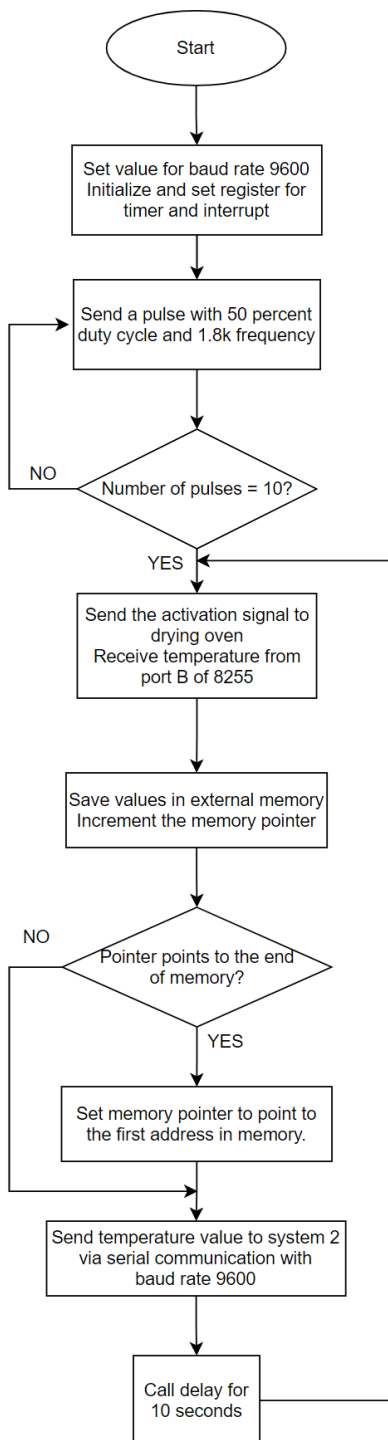 Start
Set value for baud rate 9600
Initialize and set register for
timer and interrupt
Send a pulse with 50 percent
duty cycle and 1.8k frequency
NO
Number of pulses = 10?
YES
Send the activation signal to
drying oven
Receive temperature from
port B of 8255
Save values in external memory
Increment the memory pointer
NO
Pointer points to the end
of memory?
YES
Set memory pointer to point to
the first address in memory.
Send temperature value to system 2
via serial communication with
baud rate 9600
Call delay for
10 seconds